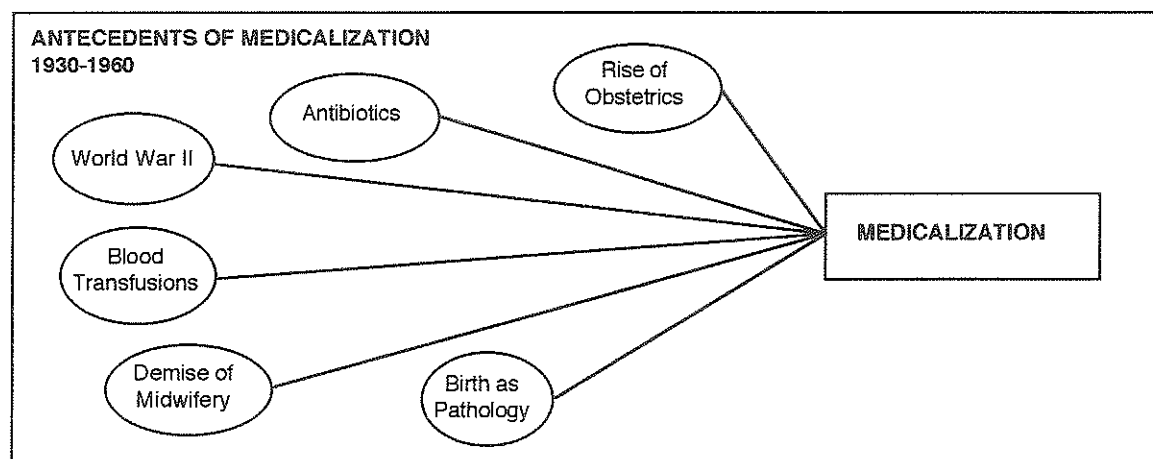 ANTECEDENTS OF MEDICALIZATION
1930-1960
Rise of
Obstetrics
Antibiotics
World War II
MEDICALIZATION
Blood
Transfusions
Demise of
Midwifery
Birth as
Pathology